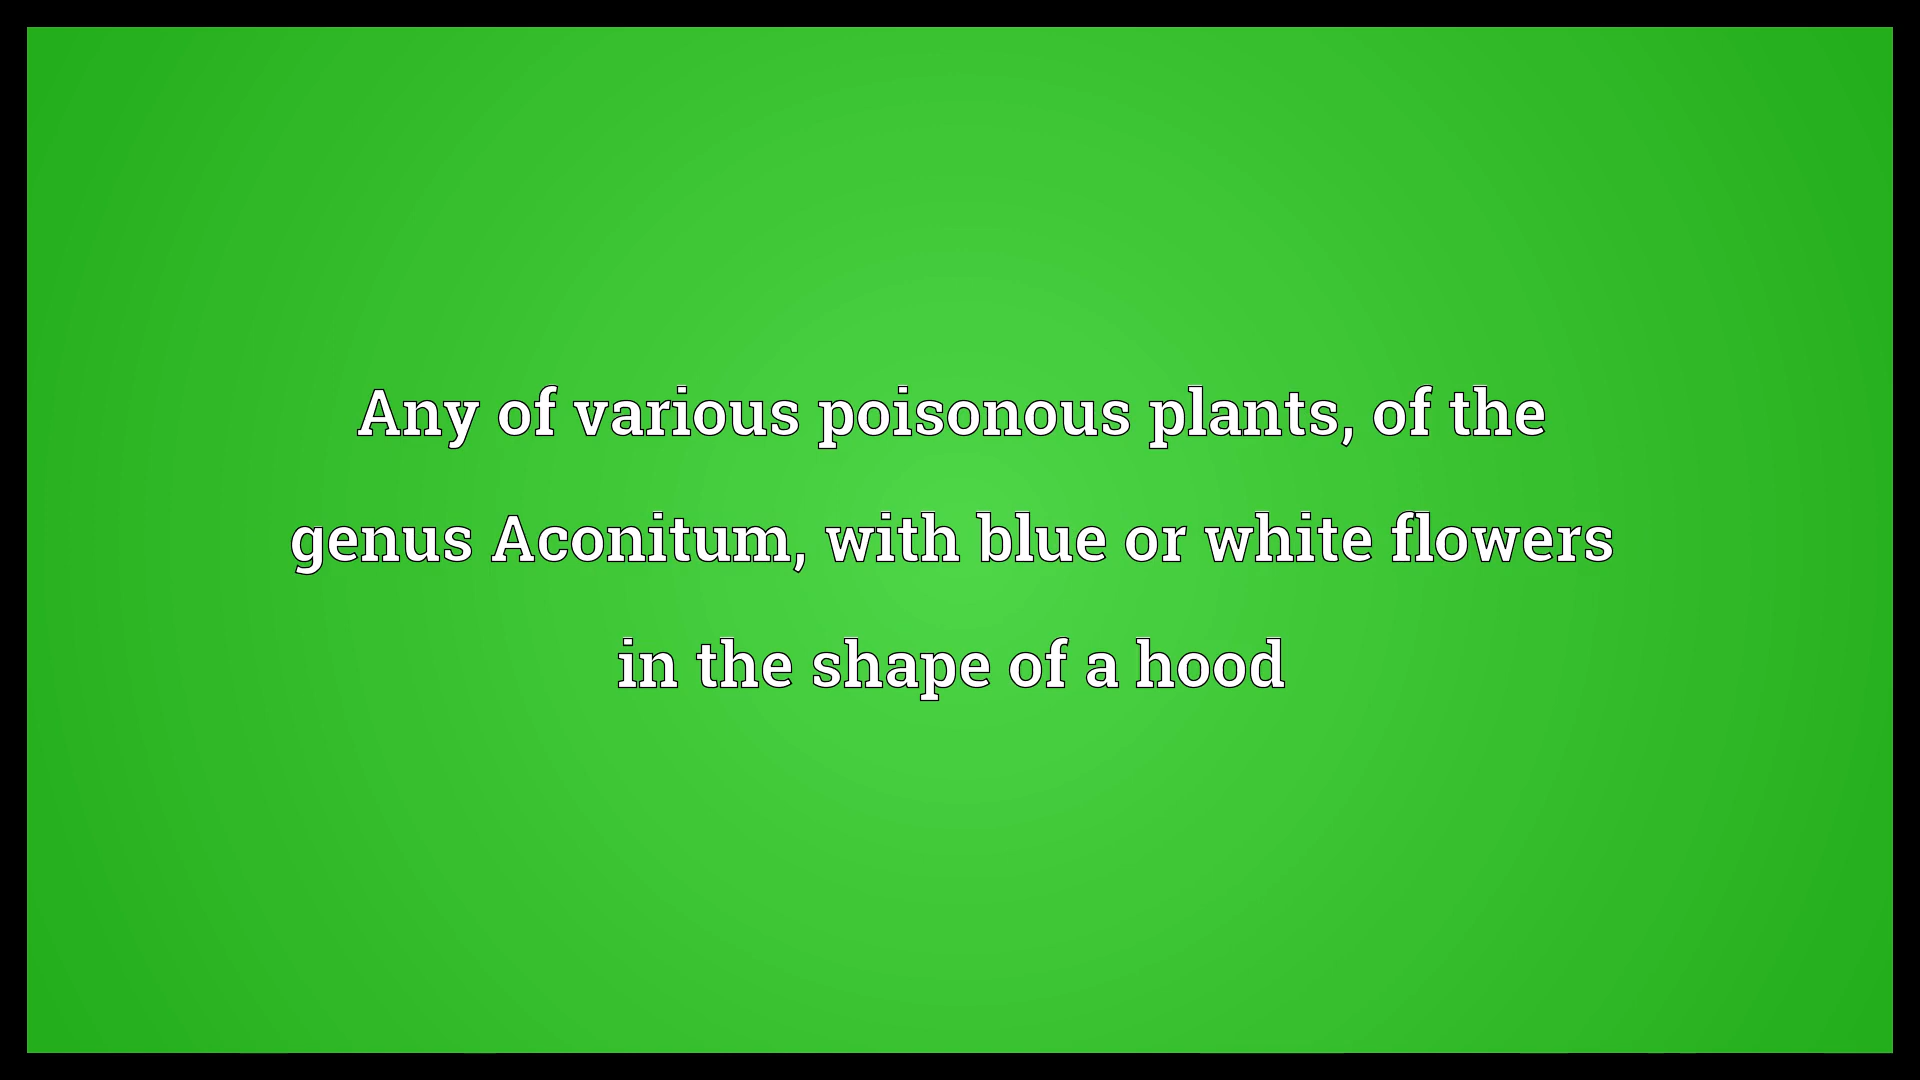 Any of various poisonous plants, of the
genus Aconitum, with blue or white flowers
in the shape of a hood